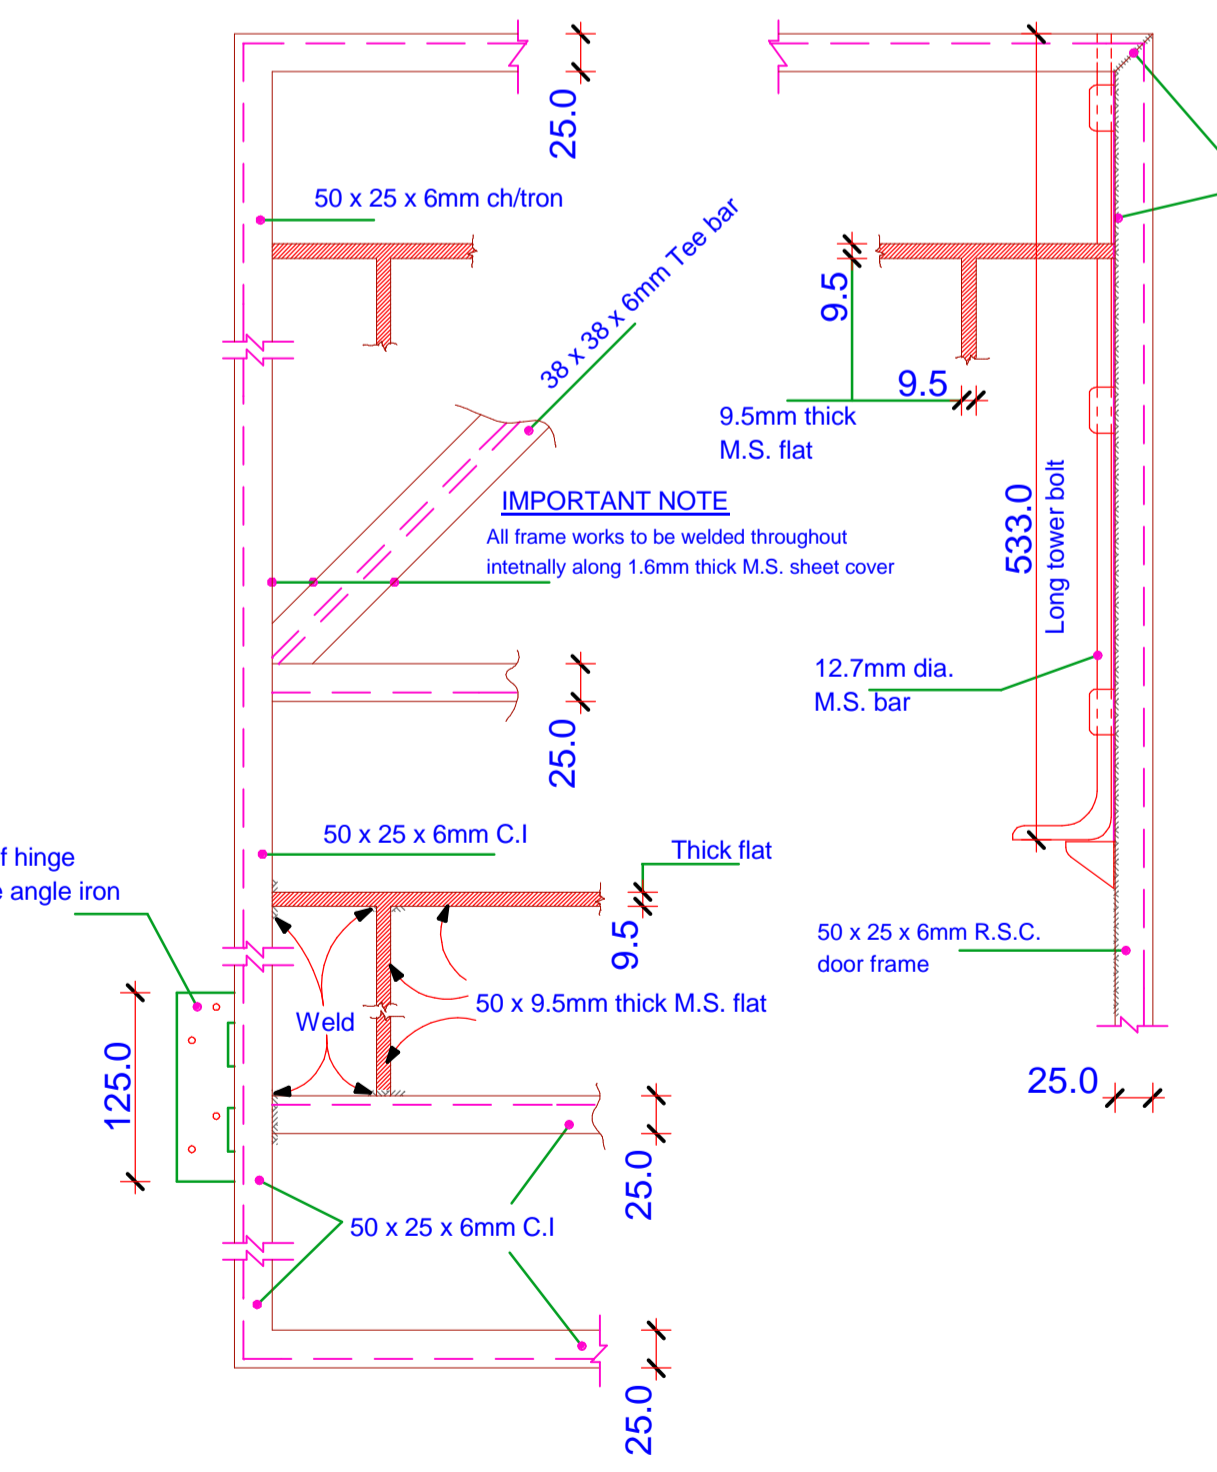 25.0
50 x 25 x 6mm ch/tron
38 x 38 x 6mm Tee bar
9.5
9.5
9.5mm thick
M.S. flat
IMPORTANT NOTE
All frame works to be welded throughout
intetnally along 1.6mm thick M.S. sheet cover
533.0
Long tower bolt
12.7mm dia.
M.S. bar
25.0
50 x 25 x 6mm C.I
Thick flat
f hinge
e angle iron
9.5
50 x 25 x 6mm R.S.C.
door frame
50 x 9.5mm thick M.S. flat
Weld
125.0
25.0
25.0
50 x 25 x 6mm C.I
25.0